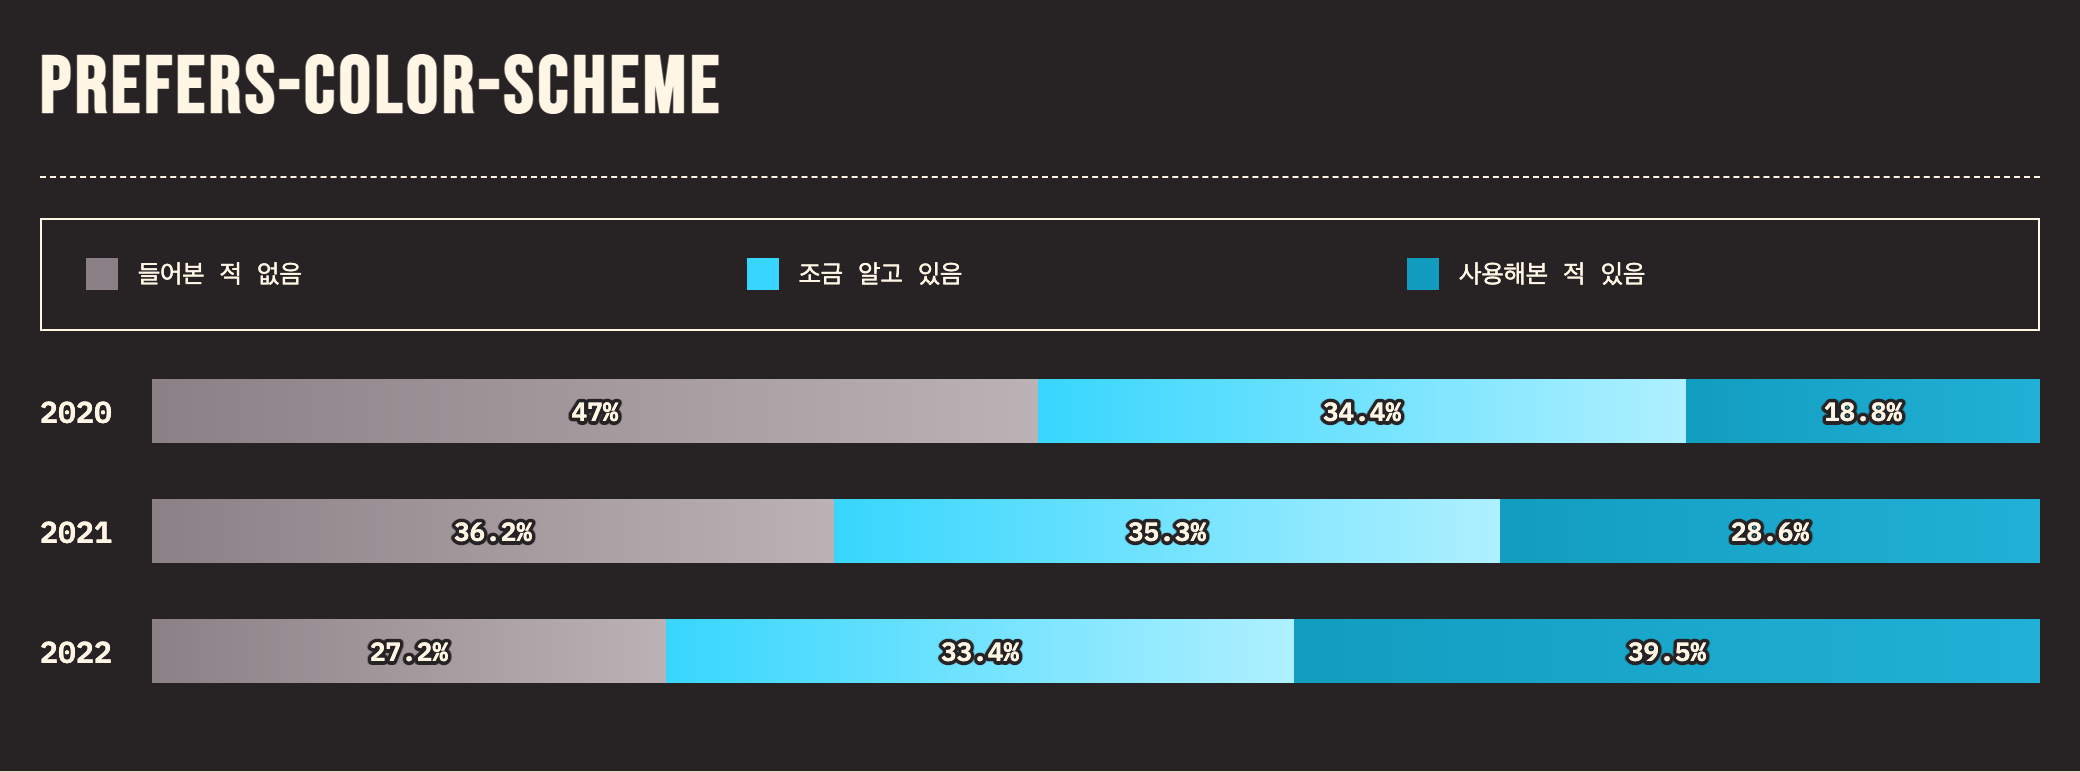 PREFERS-COLOR-SCHEME
들어본 적 없음 조금 알고 있음 사용해본 적 있음
2020 47% 34.4% 18.8%
2021 36.2% 35.3% 28.6%
2022 27.2% 33.4% 39.5%